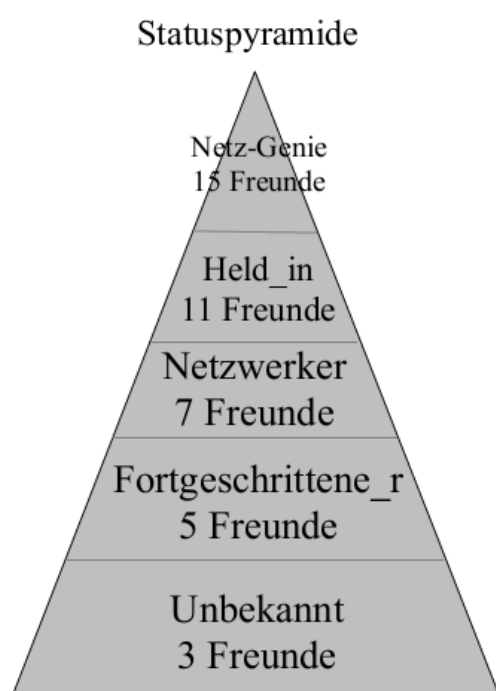 Statuspyramide
Netz-Genie
15 Freunde
Held_in
11 Freunde
Netzwerker
7 Freunde
Fortgeschrittene_r
5 Freunde
Unbekannt
3 Freunde